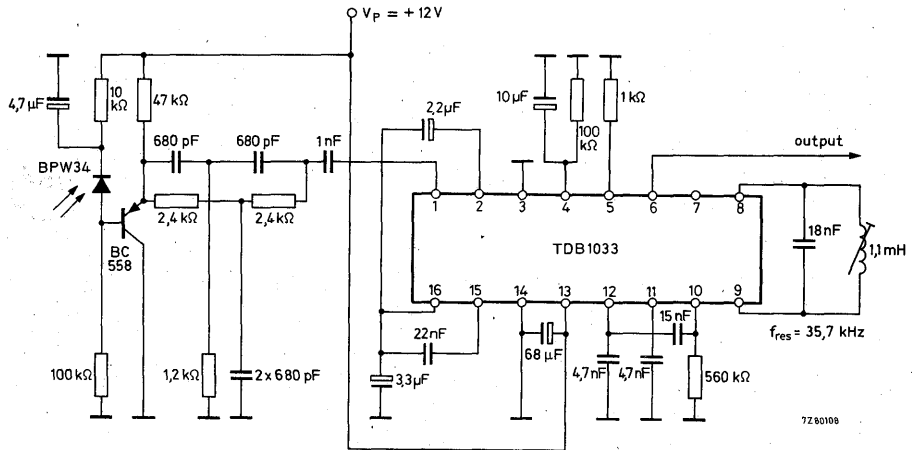 V_P = +12 V
4,7 µF
10 kΩ
47 kΩ
680 pF
680 pF
1 nF
2,2 µF
10 µF
100 kΩ
1 kΩ
output
BPW34
2,4 kΩ
2,4 kΩ
BC 558
1 2 3 4 5 6 7 8
TDB1033
16 15 14 13 12 11 10 9
18 nF
1,1 mH
f_res = 35,7 kHz
22 nF
68 µF
15 nF
100 kΩ
1,2 kΩ
2 x 680 pF
3,3 µF
4,7 nF
4,7 nF
560 kΩ
7Z80108